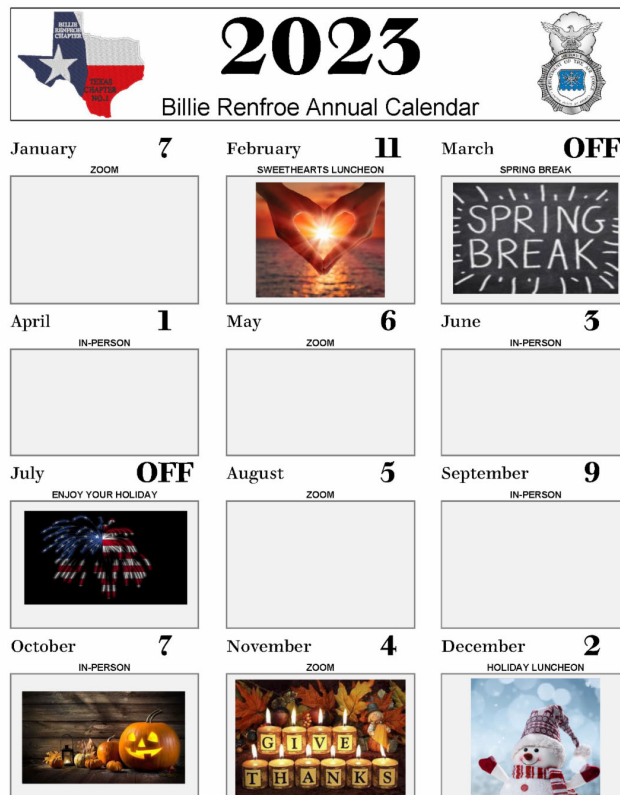 BILLIE
RENFROE
CHAPTER
TEXAS
CHAPTER
NO.1
2023
Billie Renfroe Annual Calendar
January 7
ZOOM
February 11
SWEETHEARTS LUNCHEON
March OFF
SPRING BREAK
SPRING
BREAK
April 1
IN-PERSON
May 6
ZOOM
June 3
IN-PERSON
July OFF
ENJOY YOUR HOLIDAY
August 5
ZOOM
September 9
IN-PERSON
October 7
IN-PERSON
November 4
ZOOM
GIVE
THANKS
December 2
HOLIDAY LUNCHEON